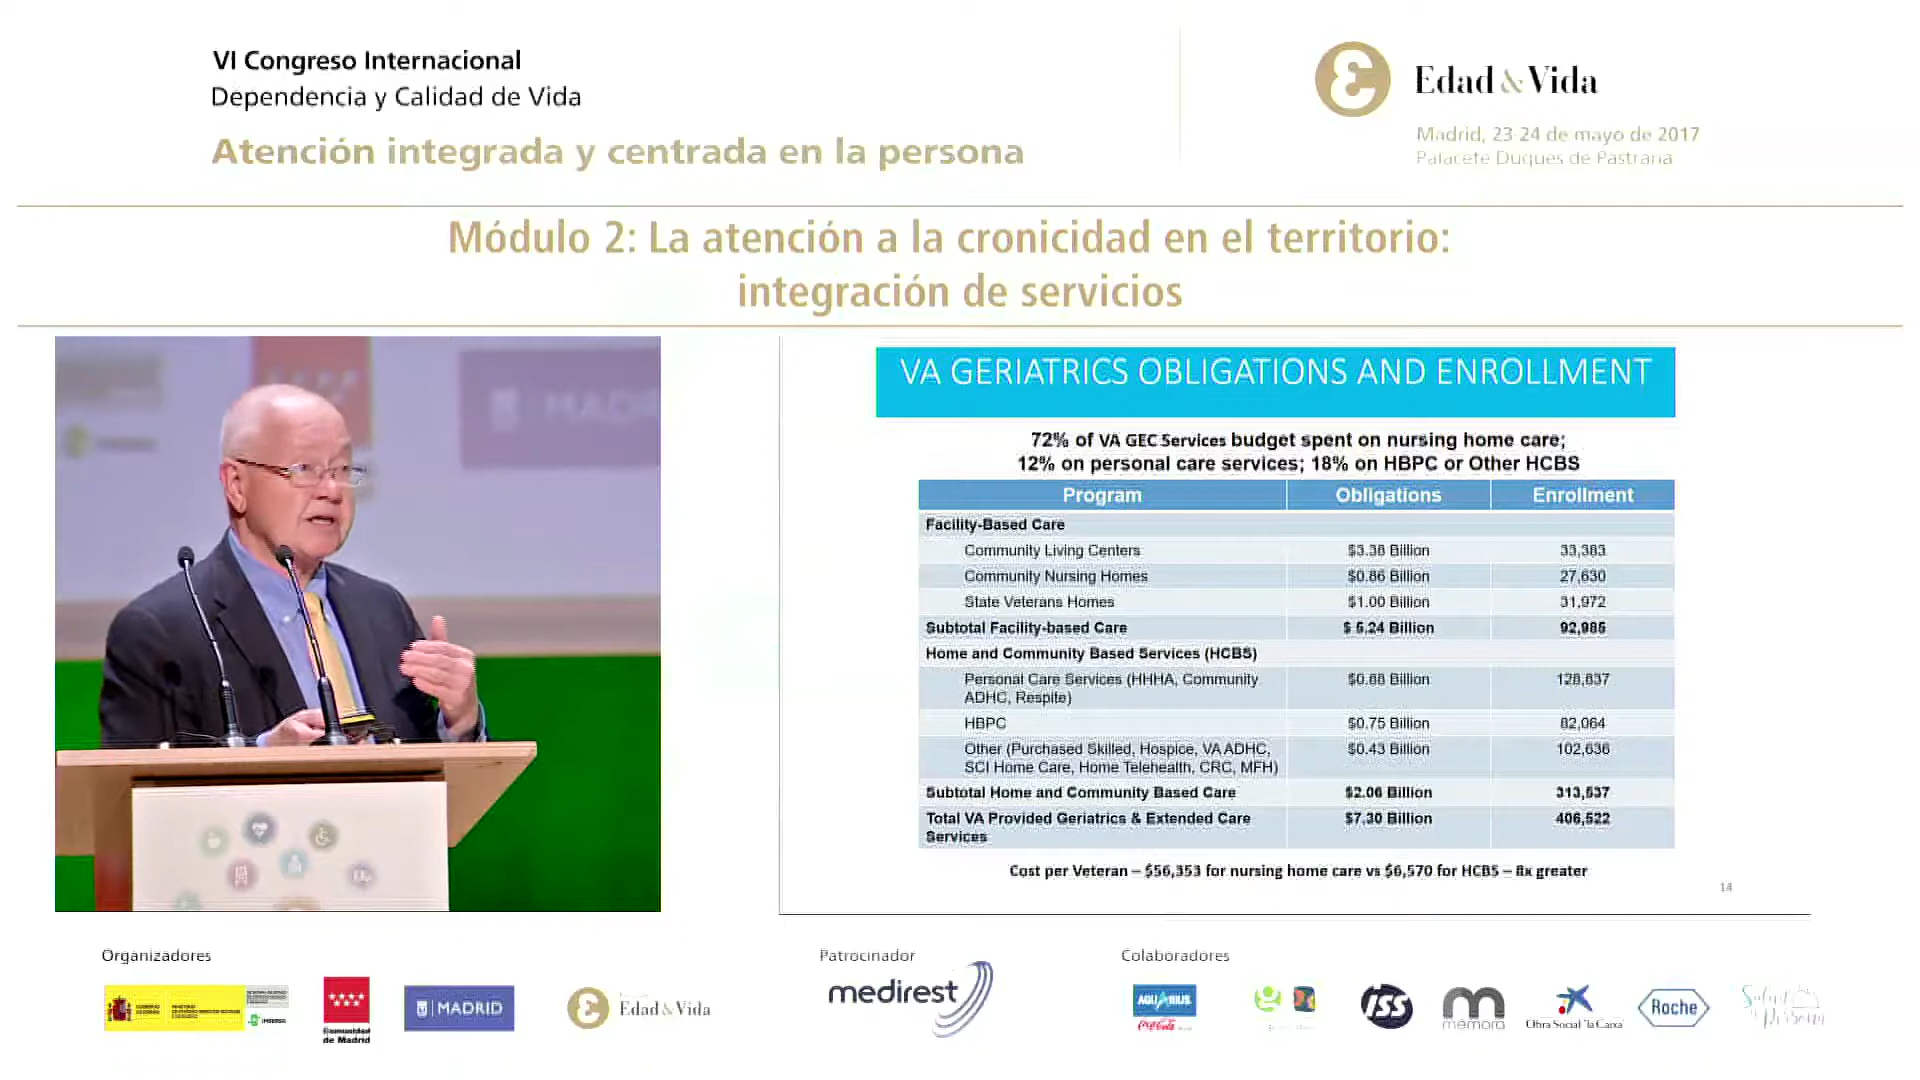 VI Congreso Internacional
Dependencia y Calidad de Vida
Atención integrada y centrada en la persona
Edad & Vida
Madrid, 23-24 de mayo de 2017
Palacete Duques de Pastrana
Módulo 2: La atención a la cronicidad en el territorio:
integración de servicios
MADR
VA GERIATRICS OBLIGATIONS AND ENROLLMENT
72% of VA GEC Services budget spent on nursing home care;
12% on personal care services; 18% on HBPC or Other HCBS
Program Obligations Enrollment
Facility-Based Care
Community Living Centers $3.38 Billion 33,383
Community Nursing Homes $0.86 Billion 27,630
State Veterans Homes $1.00 Billion 31,972
Subtotal Facility-based Care $ 5.24 Billion 92,985
Home and Community Based Services (HCBS)
Personal Care Services (HHHA, Community $0.88 Billion 128,837
ADHC, Respite)
HBPC $0.75 Billion 82,064
Other (Purchased Skilled, Hospice, VA ADHC, $0.43 Billion 102,636
SCI Home Care, Home Telehealth, CRC, MFH)
Subtotal Home and Community Based Care $2.06 Billion 313,537
Total VA Provided Geriatrics & Extended Care $7.30 Billion 406,522
Services
Cost per Veteran – $56,353 for nursing home care vs $6,570 for HCBS – 8x greater
14
Organizadores
Patrocinador
Colaboradores
Comunidad
de Madrid
MADRID
Edad & Vida
medirest
AQUARIUS
Coca-Cola
ISS
mémora
Obra Social "la Caixa"
Roche